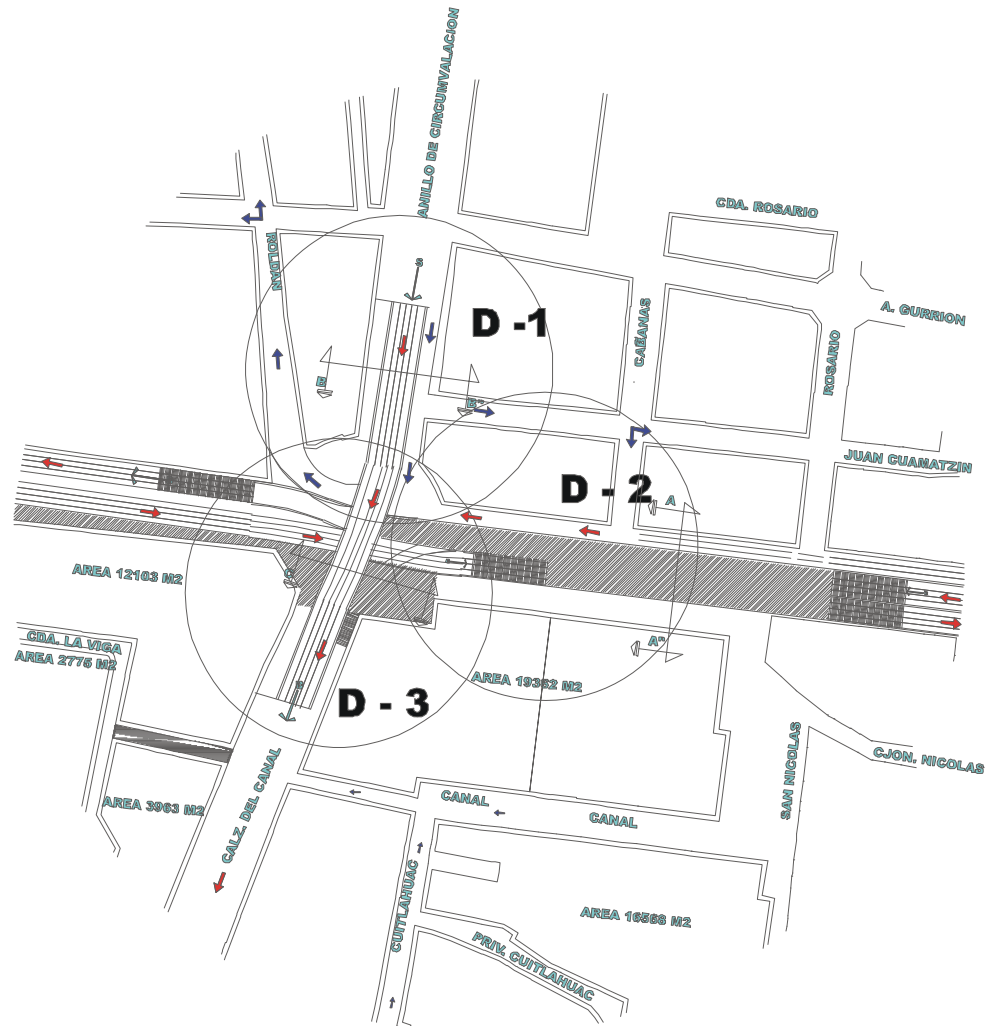 ANILLO DE CIRCUMVALACION
CDA. ROSARIO
ROLDAN
S
A. GURRION
CABANAS
D -1
ROSARIO
B
B"
JUAN CUAMATZIN
D - 2
A
C
AREA 12103 M2
CDA. LA VIGA
AREA 2775 M2
A"
AREA 19352 M2
D - 3
SAN NICOLAS
CJON. NICOLAS
CALZ. DEL CANAL
CANAL
CANAL
AREA 3963 M2
CUITLAHUAC
AREA 16568 M2
PRIV. CUITLAHUAC